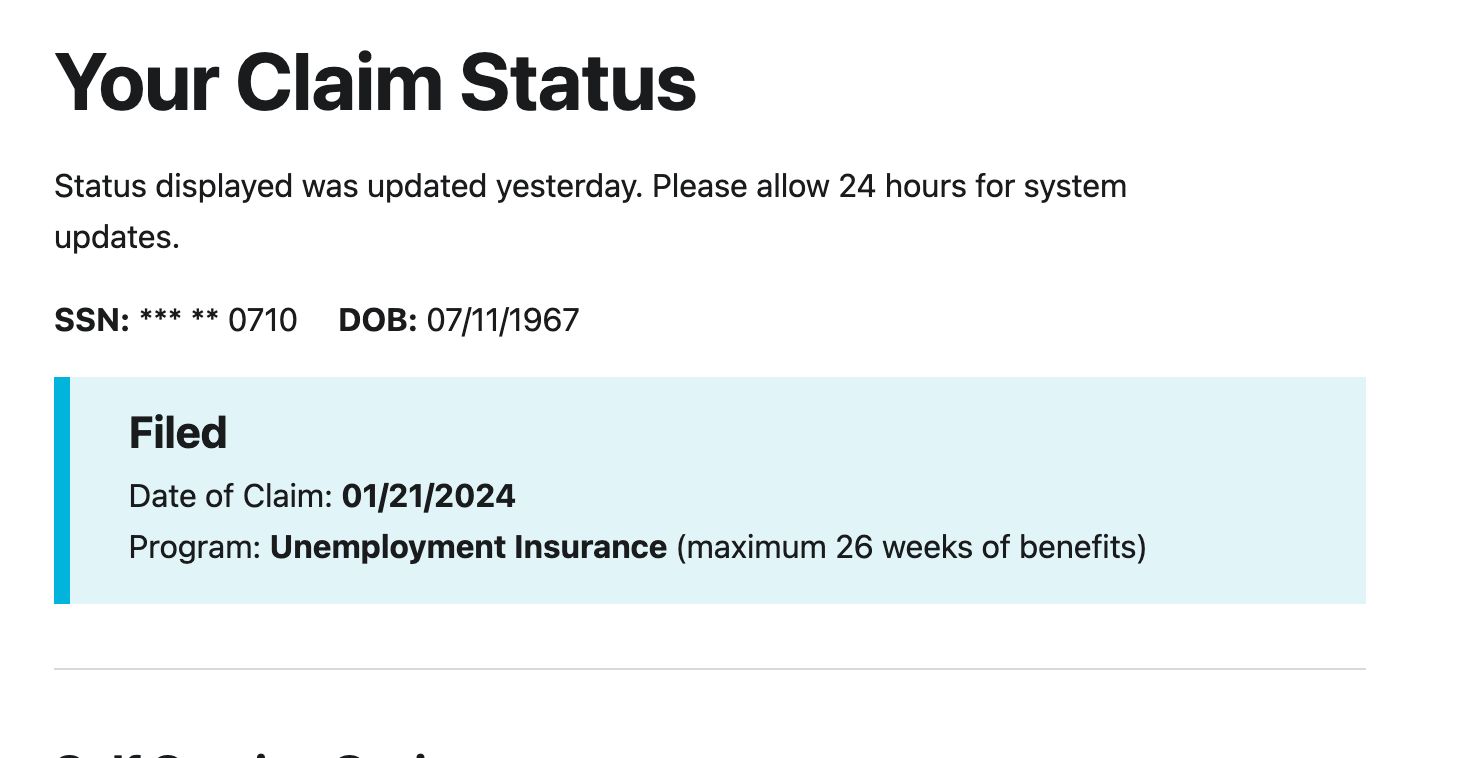 Your Claim Status
Status displayed was updated yesterday. Please allow 24 hours for system
updates.
SSN: *** ** 0710 DOB: 07/11/1967
Filed
Date of Claim: 01/21/2024
Program: Unemployment Insurance (maximum 26 weeks of benefits)